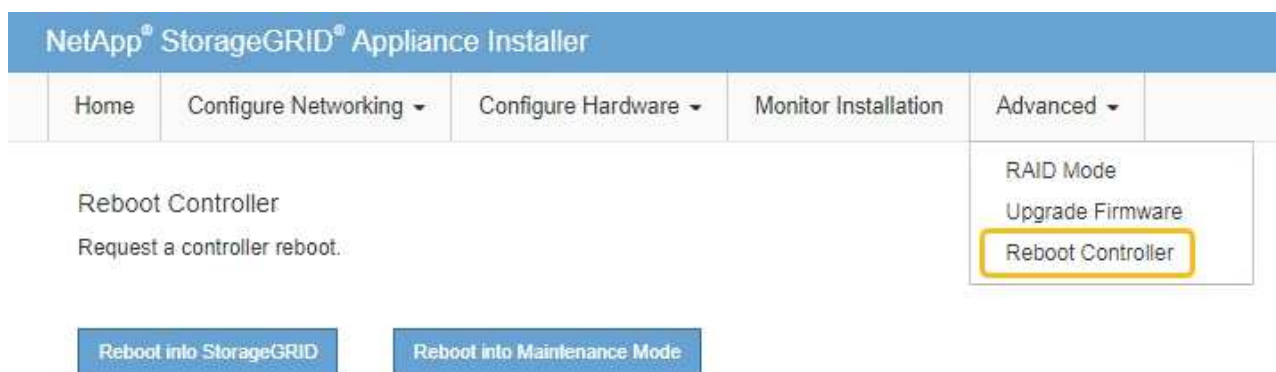 NetApp® StorageGRID® Appliance Installer
Home Configure Networking Configure Hardware Monitor Installation Advanced
RAID Mode
Upgrade Firmware
Reboot Controller
Reboot Controller
Request a controller reboot.
Reboot into StorageGRID Reboot into Maintenance Mode